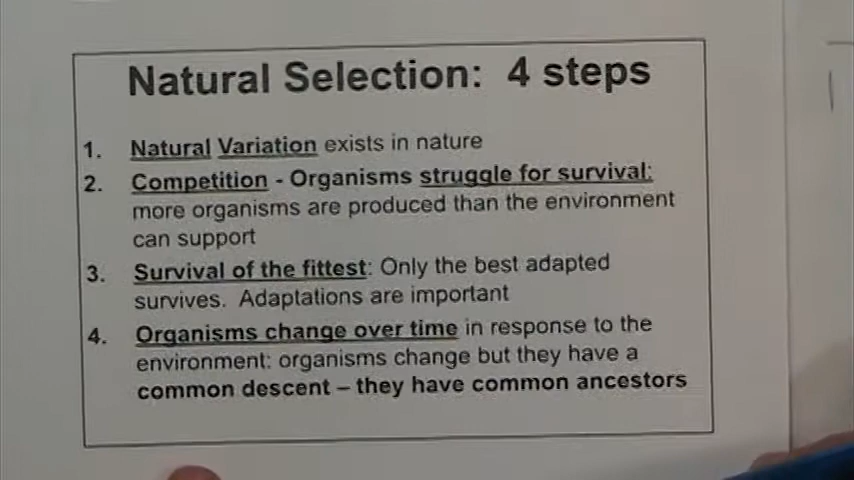 Natural Selection: 4 steps
1. Natural Variation exists in nature
2. Competition - Organisms struggle for survival:
more organisms are produced than the environment
can support
3. Survival of the fittest: Only the best adapted
survives. Adaptations are important
4. Organisms change over time in response to the
environment: organisms change but they have a
common descent – they have common ancestors